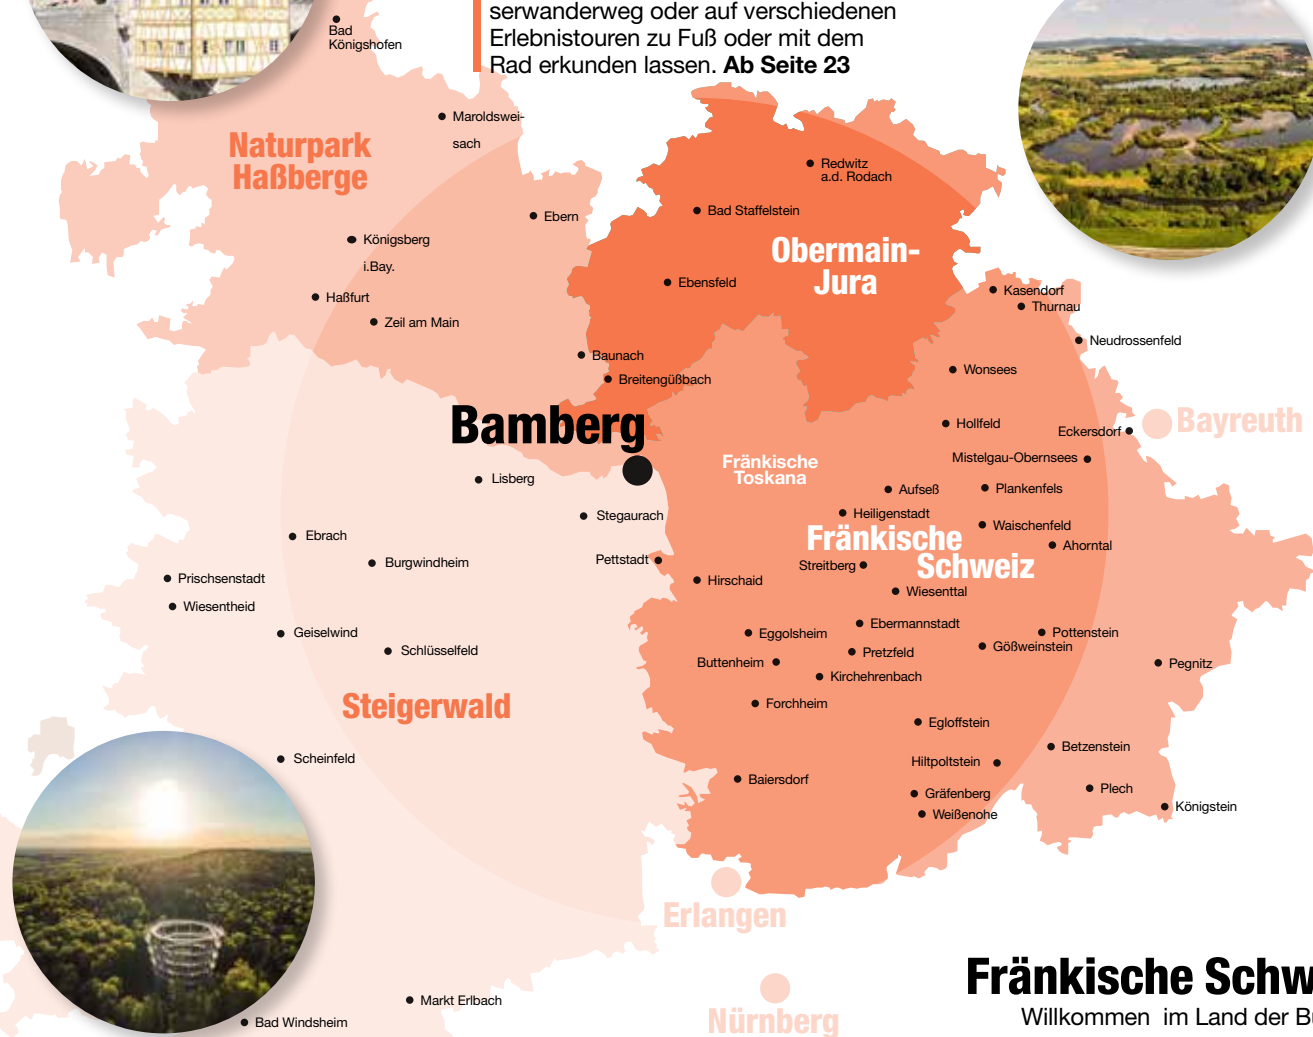 serwanderweg oder auf verschiedenen
Erlebnistouren zu Fuß oder mit dem
Rad erkunden lassen. Ab Seite 23
Bad
Königshofen
Maroldswei-
sach
Naturpark
Haßberge
Redwitz
a.d. Rodach
Ebern
Bad Staffelstein
Königsberg
i.Bay.
Obermain-
Jura
Haßfurt
Ebensfeld
Zeil am Main
Kasendorf
Thurnau
Neudrossenfeld
Baunach
Breitengüßbach
Wonsees
Bamberg
Hollfeld
Eckersdorf
Bayreuth
Mistelgau-Obernsees
Fränkische
Toskana
Lisberg
Aufseß
Plankenfels
Stegaurach
Heiligenstadt
Waischenfeld
Fränkische
Schweiz
Ahorntal
Ebrach
Burgwindheim
Pettstadt
Streitberg
Prischsenstadt
Hirschaid
Wiesenttal
Wiesentheid
Geiselwind
Eggolsheim
Ebermannstadt
Pottenstein
Gößweinstein
Schlüsselfeld
Buttenheim
Pretzfeld
Pegnitz
Kirchehrenbach
Steigerwald
Forchheim
Egloffstein
Betzenstein
Scheinfeld
Hiltpoltstein
Baiersdorf
Gräfenberg
Plech
Weißenohe
Königstein
Erlangen
Fränkische Schw
Markt Erlbach
Nürnberg
Willkommen im Land der Bu
Bad Windsheim